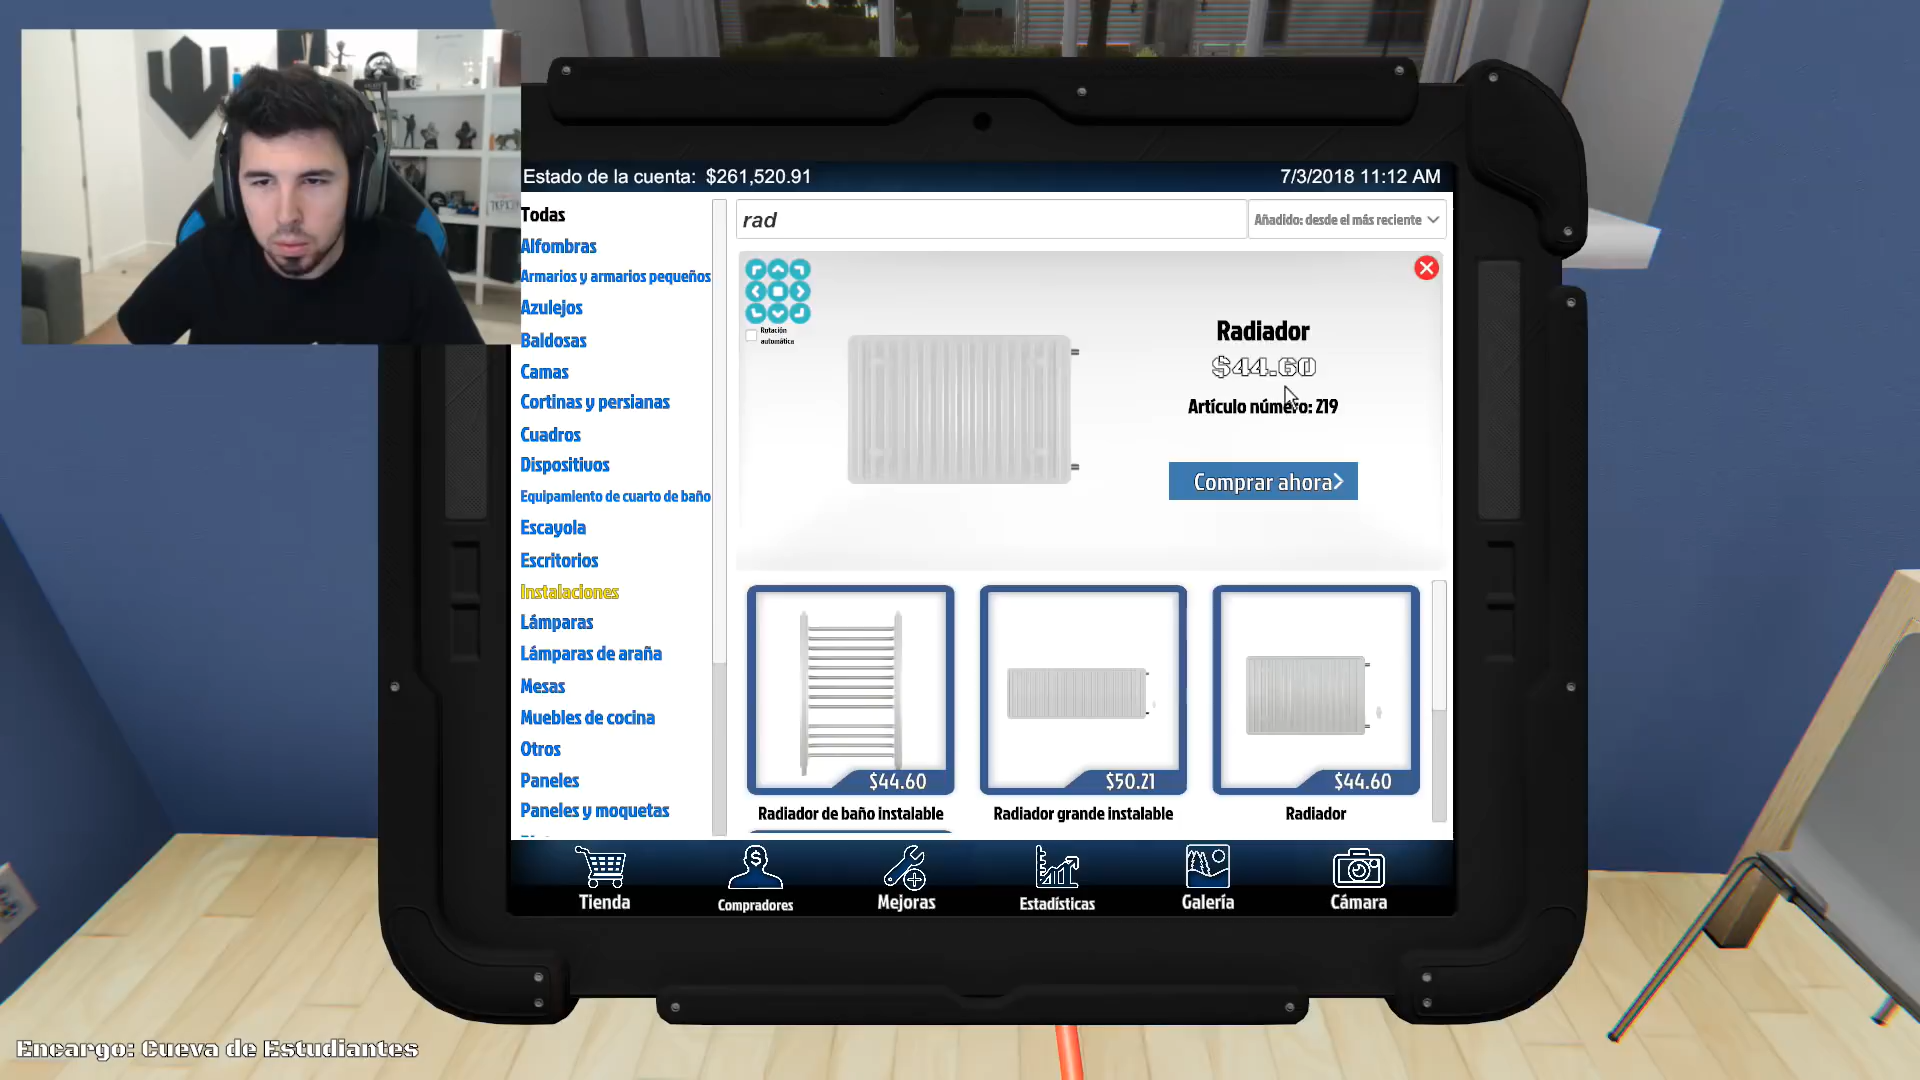 Estado de la cuenta: $261,520.91
7/3/2018 11:12 AM
Todas
Alfombras
Armarios y armarios pequeños
Azulejos
Baldosas
Camas
Cortinas y persianas
Cuadros
Dispositivos
Equipamiento de cuarto de baño
Escayola
Escritorios
Instalaciones
Lámparas
Lámparas de araña
Mesas
Muebles de cocina
Otros
Paneles
Paneles y moquetas
rad
Añadido: desde el más reciente
Rotación
automática
Radiador
$44.60
Artículo número: 219
Comprar ahora
$44.60
Radiador de baño instalable
$50.21
Radiador grande instalable
$44.60
Radiador
Tienda
Compradores
Mejoras
Estadísticas
Galería
Cámara
Encargo: Cueva de Estudiantes